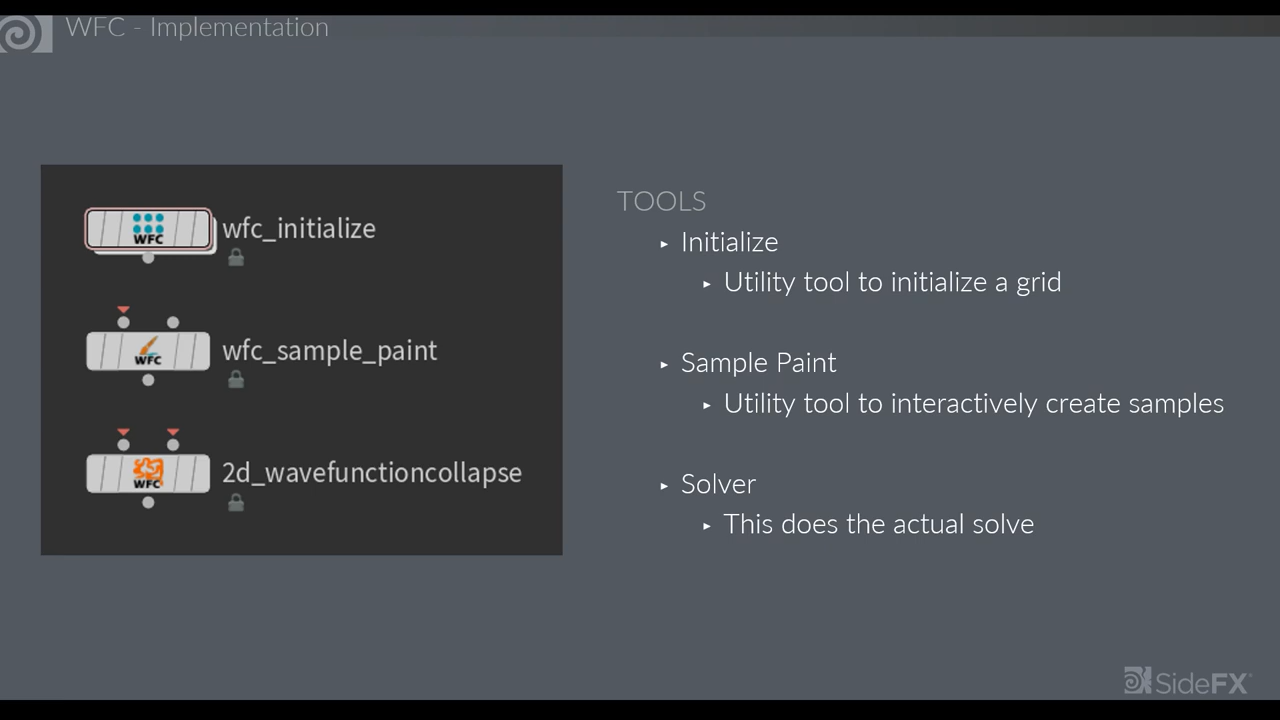 WFC - Implementation
WFC
wfc_initialize
WFC
wfc_sample_paint
WFC
2d_wavefunctioncollapse
TOOLS
Initialize
Utility tool to initialize a grid
Sample Paint
Utility tool to interactively create samples
Solver
This does the actual solve
SideFX